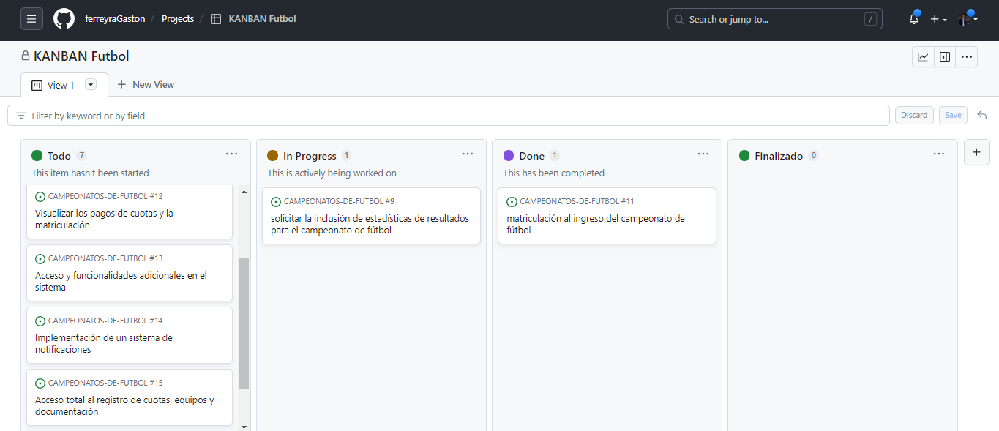 ferreyraGaston / Projects / KANBAN Futbol
Search or jump to... /
KANBAN Futbol
View 1
New View
Filter by keyword or by field
Discard
Save
Todo 7
This item hasn't been started
CAMPEONATOS-DE-FUTBOL #12
Visualizar los pagos de cuotas y la
matriculación
CAMPEONATOS-DE-FUTBOL #13
Acceso y funcionalidades adicionales en el
sistema
CAMPEONATOS-DE-FUTBOL #14
Implementación de un sistema de
notificaciones
CAMPEONATOS-DE-FUTBOL #15
Acceso total al registro de cuotas, equipos y
documentación
In Progress 1
This is actively being worked on
CAMPEONATOS-DE-FUTBOL #9
solicitar la inclusión de estadísticas de resultados
para el campeonato de fútbol
Done 1
This has been completed
CAMPEONATOS-DE-FUTBOL #11
matriculación al ingreso del campeonato de
fútbol
Finalizado 0